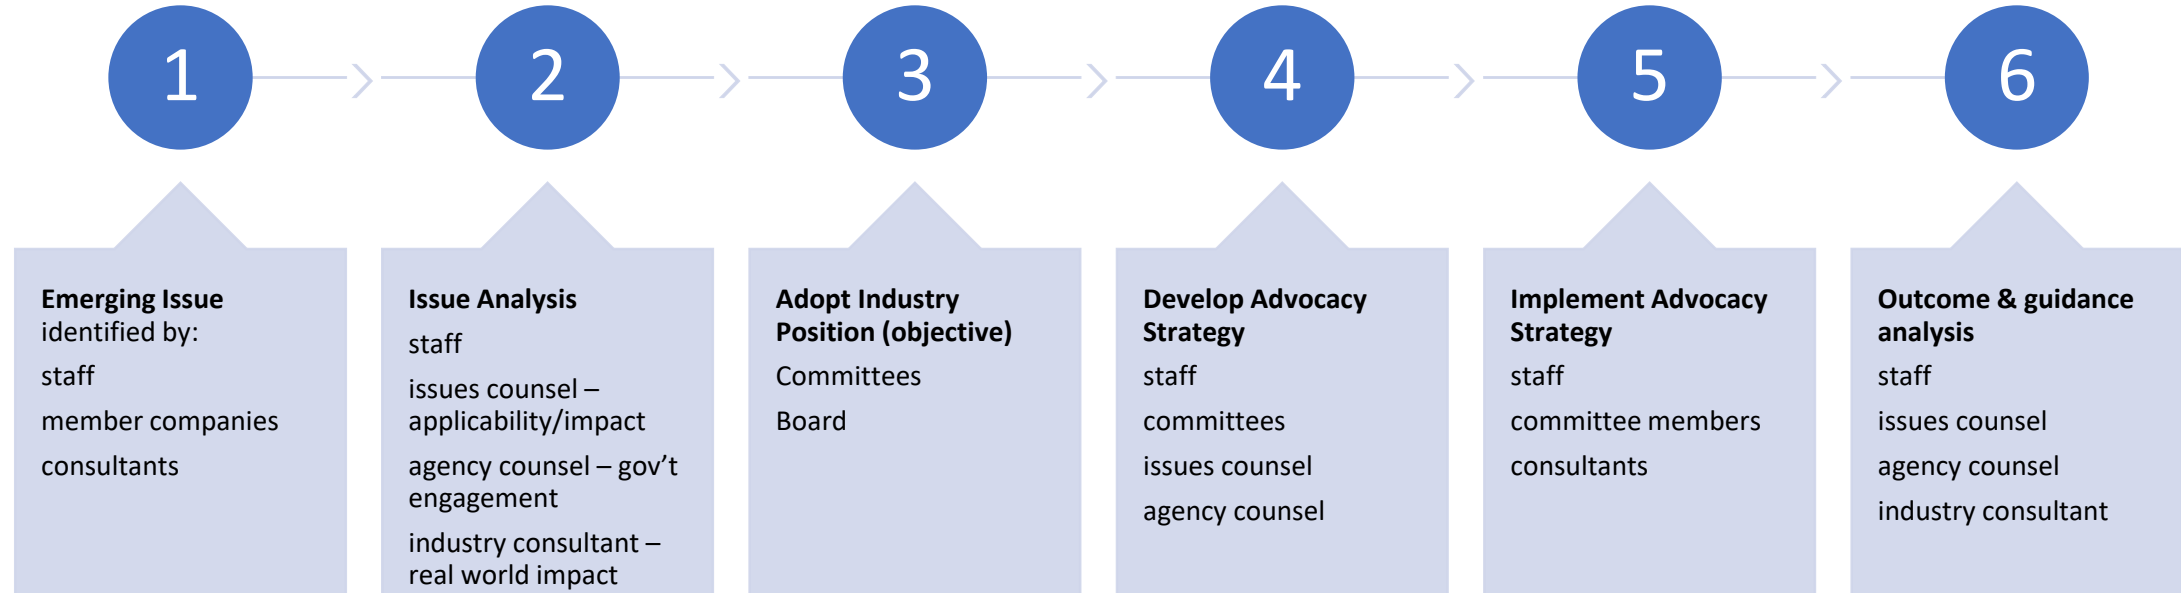 1
2
3
4
5
6
Emerging Issue
identified by:
staff
member companies
consultants
Issue Analysis
staff
issues counsel –
applicability/impact
agency counsel – gov’t
engagement
industry consultant –
real world impact
Adopt Industry
Position (objective)
Committees
Board
Develop Advocacy
Strategy
staff
committees
issues counsel
agency counsel
Implement Advocacy
Strategy
staff
committee members
consultants
Outcome & guidance
analysis
staff
issues counsel
agency counsel
industry consultant